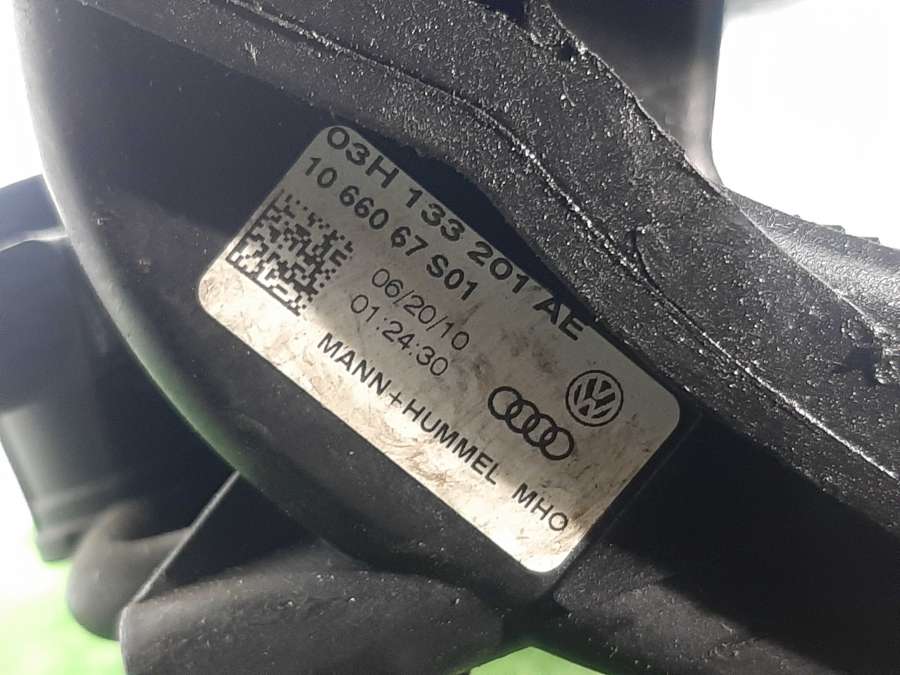 03H 133 201 AE
10 660 67 S01
06/20/10
01:24:30
MANN+HUMMEL MHO